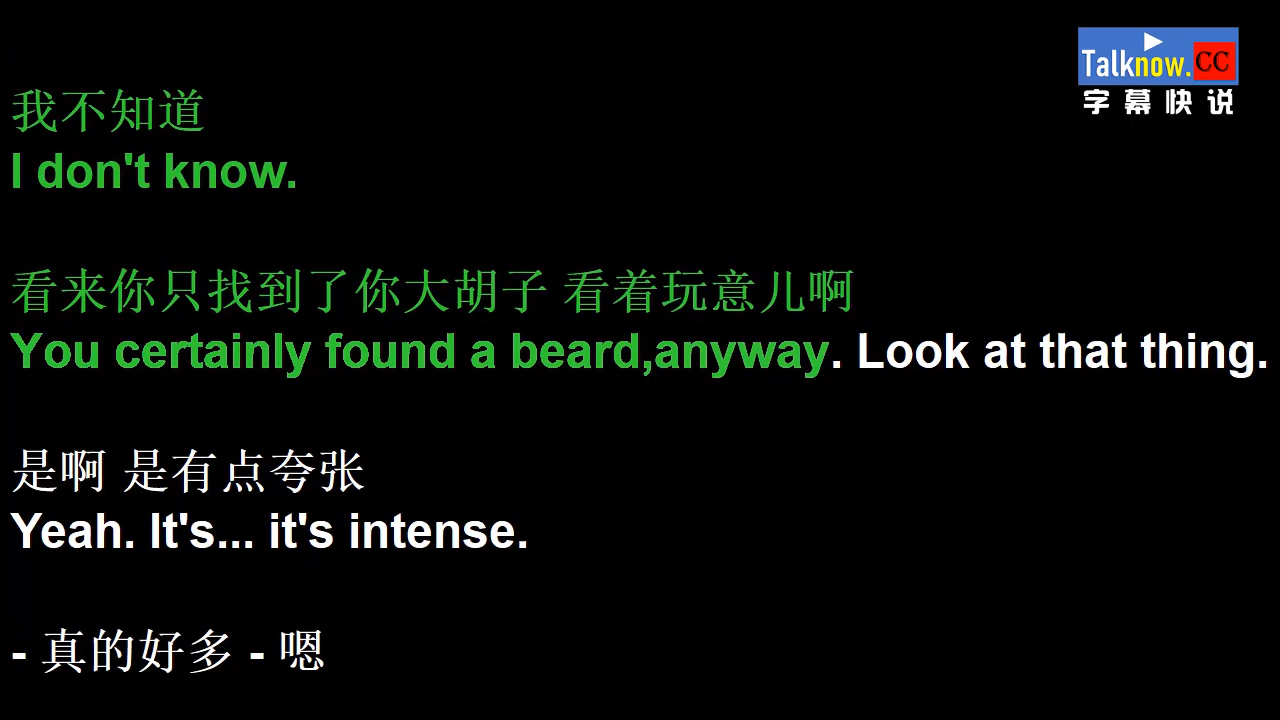 Talknow.CC
字幕快说
我不知道
I don't know.
看来你只找到了你大胡子 看着玩意儿啊
You certainly found a beard,anyway. Look at that thing.
是啊 是有点夸张
Yeah. It's... it's intense.
- 真的好多 - 嗯